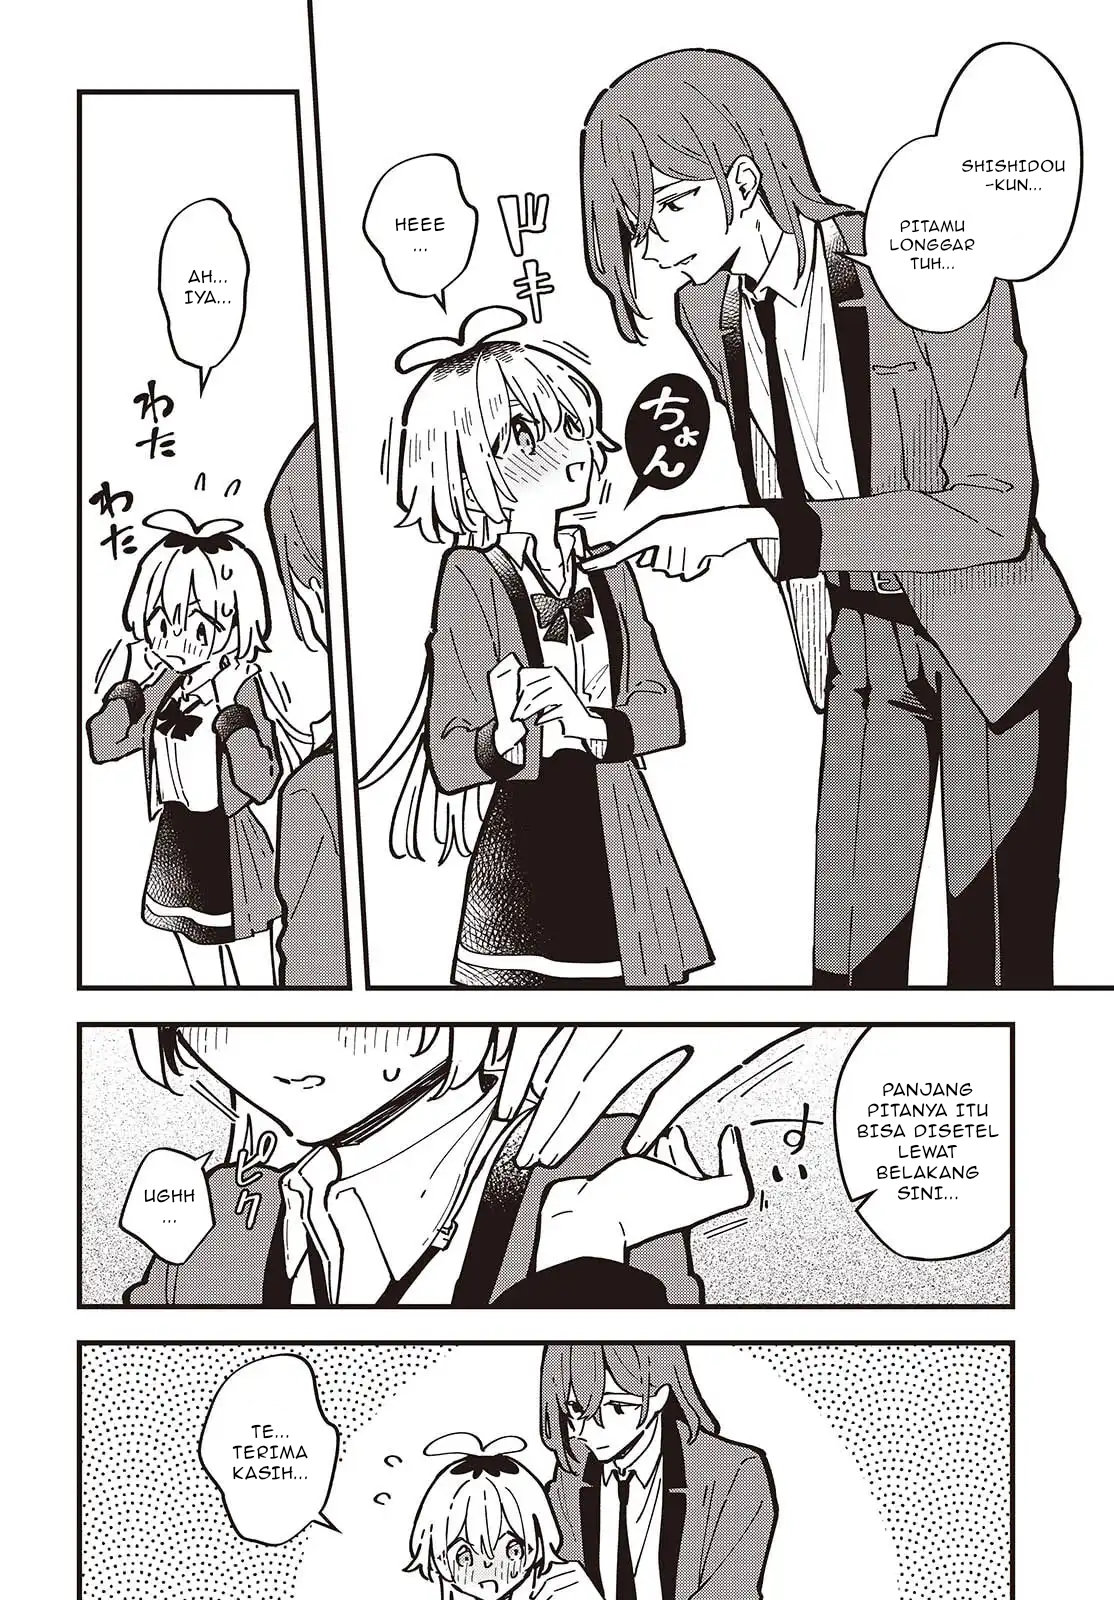 SHISHIDOU
-KUN...
PITAMU
LONGGAR
TUH...
HEEE
...
ドキ
ちょん
AH...
IYA...
わた
わた
PANJANG
PITANYA ITU
BISA DISETEL
LEWAT
BELAKANG
SINI...
すい
ピク
UGHH
...
TE...
TERIMA
KASIH...